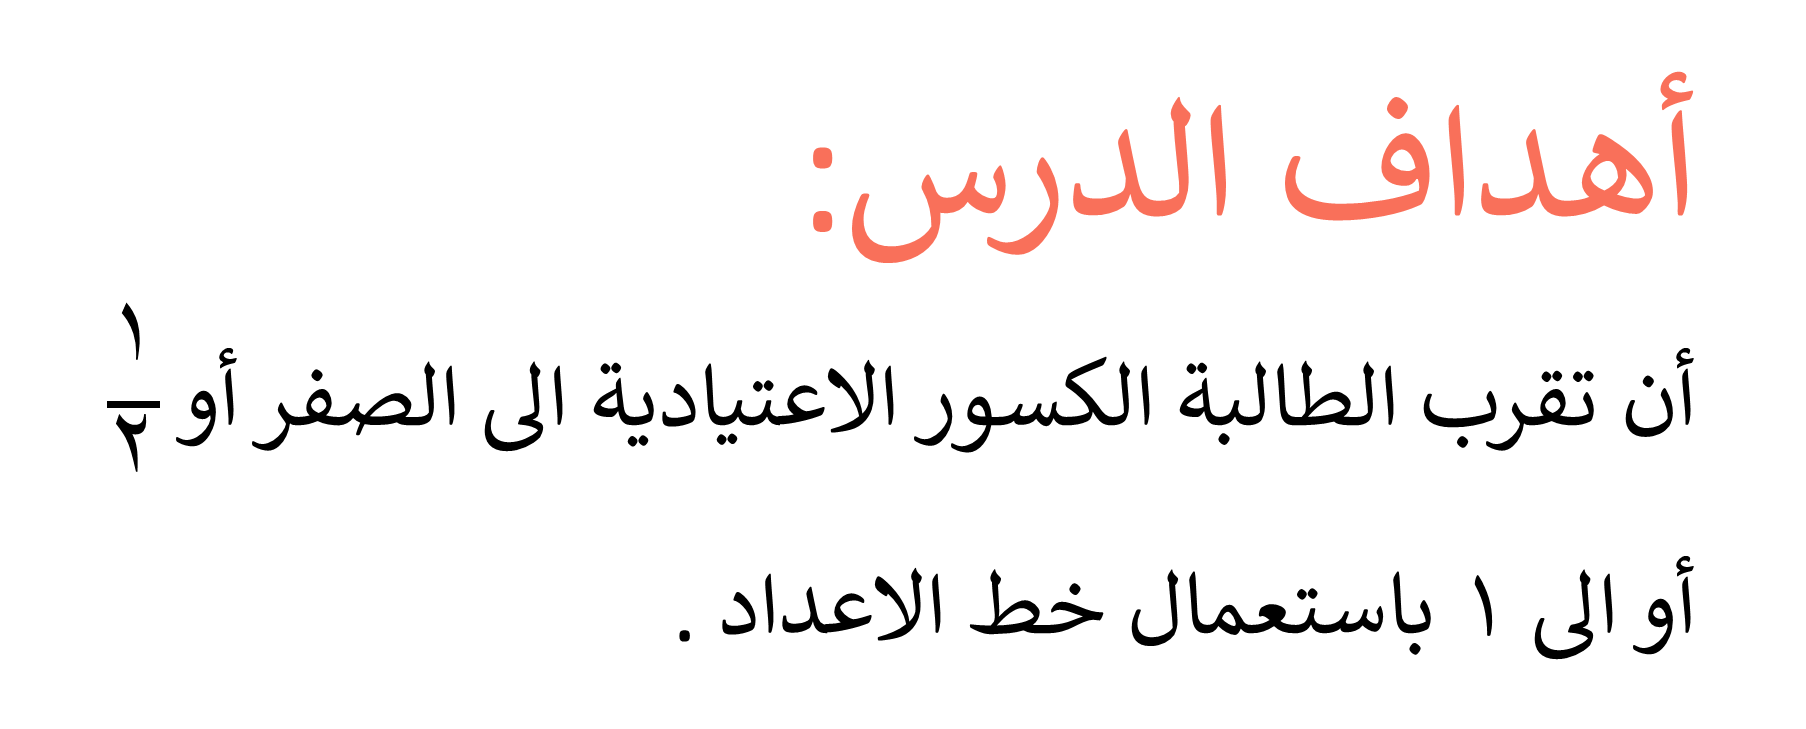 أهداف الدرس:
أن تقرب الطالبة الكسور الاعتيادية الى الصفر أو ١/٢
أو الى ١ باستعمال خط الاعداد .